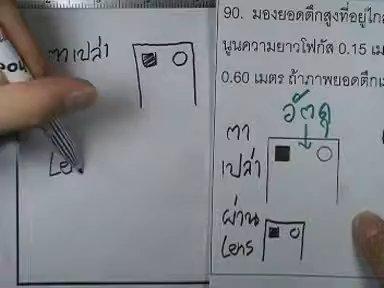 ตาเปล่า
Le
90. มองยอดตึกสูงที่อยู่ไก
นูนความยาวโฟกัส 0.15 เม
0.60 เมตร ถ้าภาพยอดตึกเ
วัตถุ
ตา
เปล่า
ผ่าน
Lens